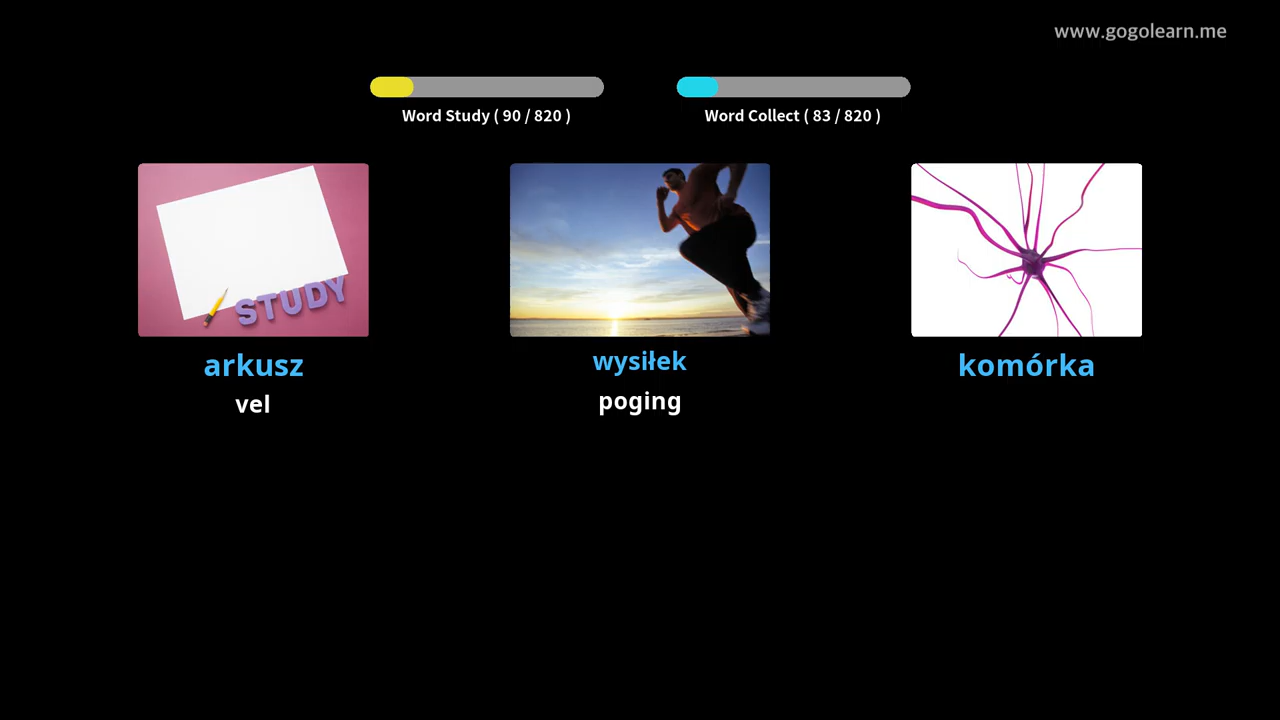 www.gogolearn.me
Word Study ( 90 / 820 )
Word Collect ( 83 / 820 )
STUDY
arkusz
wysiłek
komórka
vel
poging